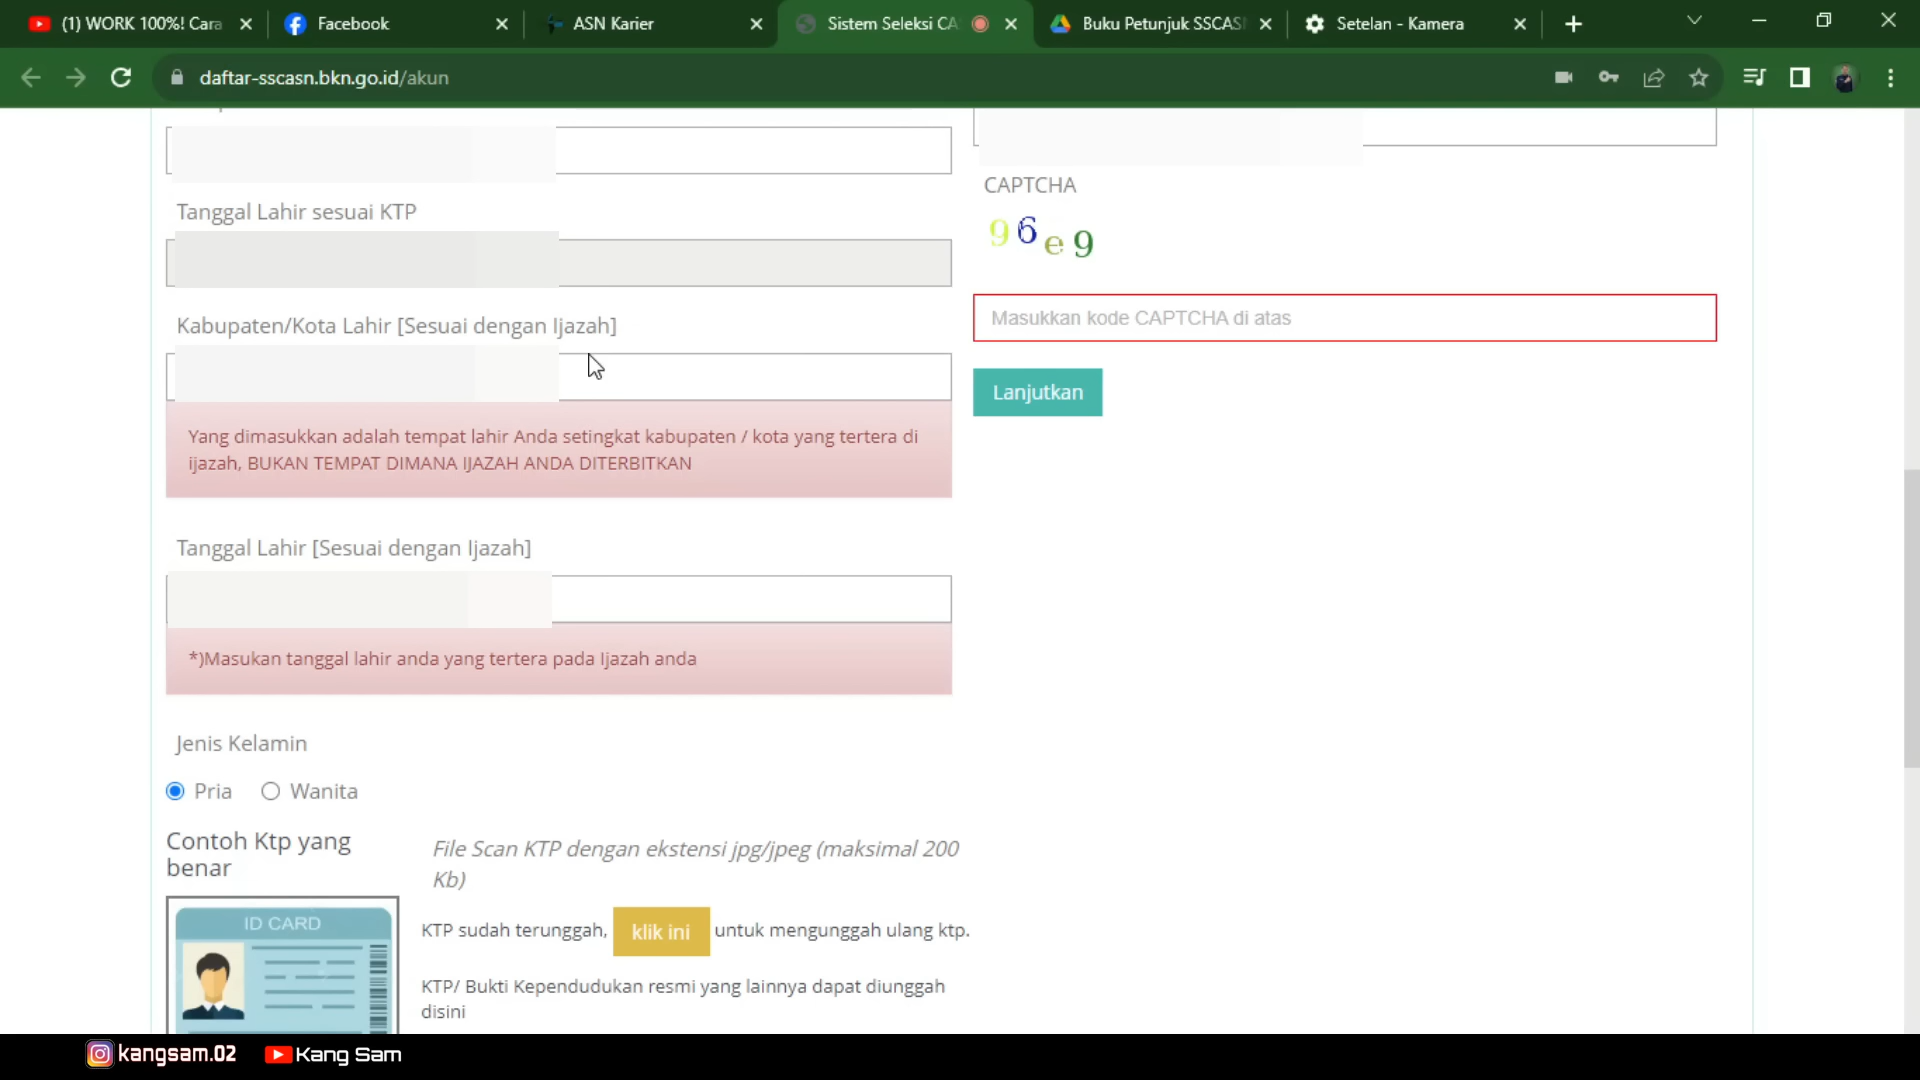 (1) WORK 100%! Cara
Facebook
ASN Karier
Sistem Seleksi CA
Buku Petunjuk SSCAS
Setelan - Kamera
daftar-sscasn.bkn.go.id/akun
Tanggal Lahir sesuai KTP
Kabupaten/Kota Lahir [Sesuai dengan Ijazah]
Yang dimasukkan adalah tempat lahir Anda setingkat kabupaten / kota yang tertera di
ijazah, BUKAN TEMPAT DIMANA IJAZAH ANDA DITERBITKAN
Tanggal Lahir [Sesuai dengan Ijazah]
*)Masukan tanggal lahir anda yang tertera pada Ijazah anda
Jenis Kelamin
Pria Wanita
Contoh Ktp yang
benar
ID CARD
File Scan KTP dengan ekstensi jpg/jpeg (maksimal 200
Kb)
KTP sudah terunggah, klik ini untuk mengunggah ulang ktp.
KTP/ Bukti Kependudukan resmi yang lainnya dapat diunggah
disini
CAPTCHA
96e9
Masukkan kode CAPTCHA di atas
Lanjutkan
kangsam.02 Kang Sam